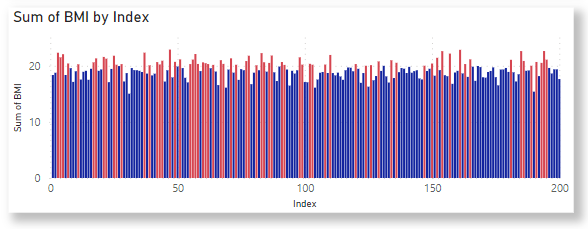 Sum of BMI by Index
20
10
0
Sum of BMI
0 50 100 150 200
Index